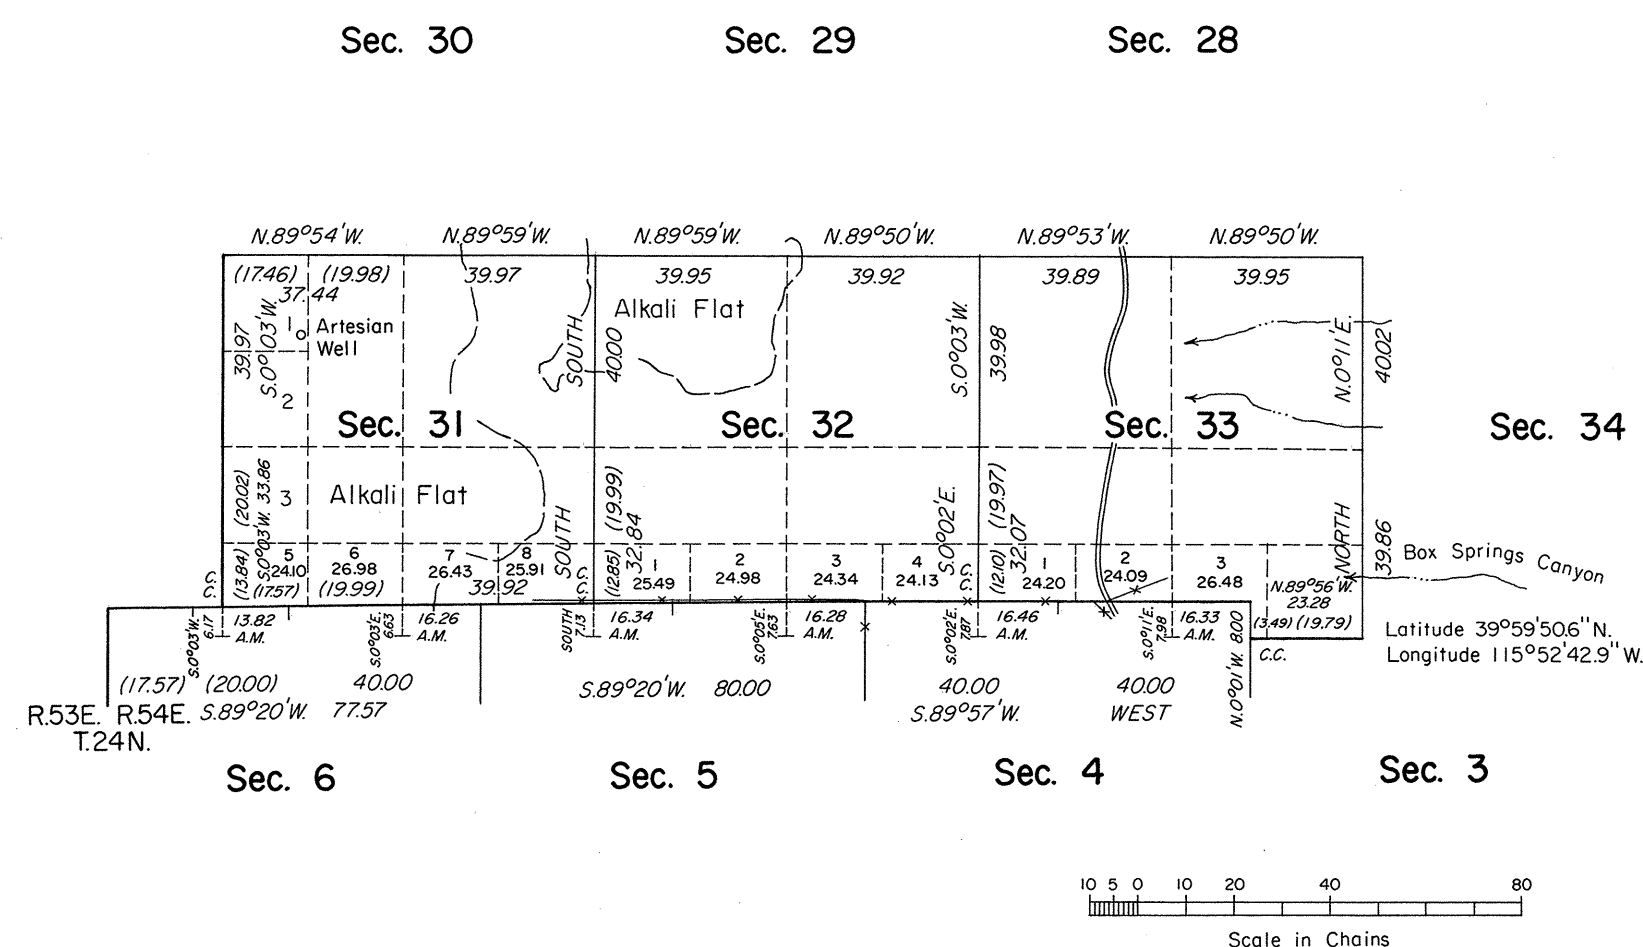 Sec. 30 Sec. 29 Sec. 28
N.89°54'W. N.89°59'W. N.89°59'W. N.89°50'W. N.89°53'W. N.89°50'W.
(17.46) (19.98) 39.97 39.95 39.92 39.89 39.95
37.44
Alkali Flat
1 Artesian
Well
39.97
S.0°03'W.
SOUTH
40.00
S.0°03'W.
39.98
N.0°11'E.
40.02
2
Sec. 31 Sec. 32 Sec. 33 Sec. 34
(20.02)
S.0°03'W. 33.86
3 Alkali Flat
SOUTH
(19.99)
32.84
S.0°02'E.
(19.97)
32.07
NORTH
39.86
Box Springs Canyon
(13.84)
5 6 7 8 1 2 3 4 1 2 3
24.10 26.98 26.43 25.91 25.49 24.98 24.34 24.13 24.20 24.09 26.48
(12.85)
(12.10)
(17.57) (19.99) 39.92
C.C.
C.C.
C.C.
N.89°56'W.
23.28
(3.49) (19.79)
C.C.
S.0°03'W.
6.17
13.82
A.M.
S.0°03'E.
6.63
16.26
A.M.
SOUTH
7.13
16.34
A.M.
S.0°05'E.
7.63
16.28
A.M.
S.0°02'E.
7.87
16.46
A.M.
S.0°11'E.
7.98
16.33
A.M.
N.0°01'W. 8.00
Latitude 39°59'50.6"N.
Longitude 115°52'42.9"W.
(17.57) (20.00) 40.00
S.89°20'W. 80.00
40.00 40.00
R.53E. R.54E. S.89°20'W. 77.57
S.89°57'W. WEST
T.24N.
Sec. 6 Sec. 5 Sec. 4 Sec. 3
10 5 0 10 20 40 80
Scale in Chains